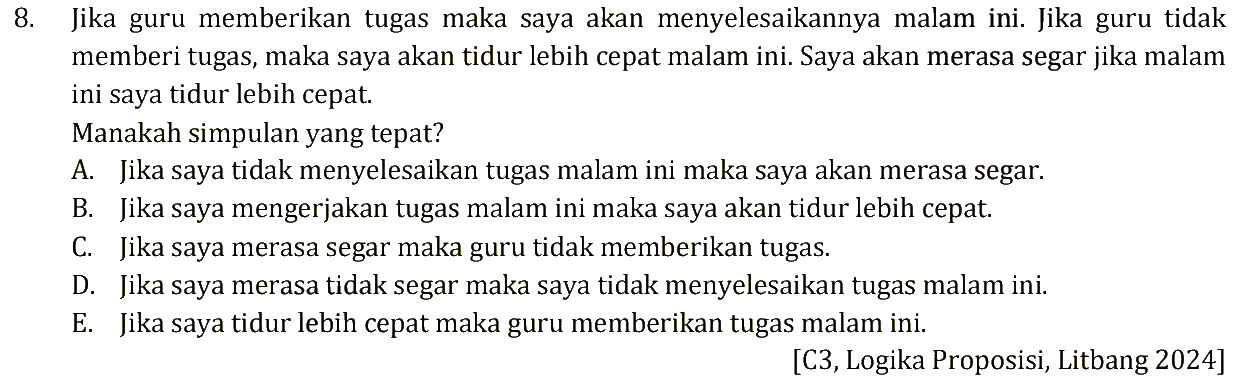 8. Jika guru memberikan tugas maka saya akan menyelesaikannya malam ini. Jika guru tidak
memberi tugas, maka saya akan tidur lebih cepat malam ini. Saya akan merasa segar jika malam
ini saya tidur lebih cepat.
Manakah simpulan yang tepat?
A. Jika saya tidak menyelesaikan tugas malam ini maka saya akan merasa segar.
B. Jika saya mengerjakan tugas malam ini maka saya akan tidur lebih cepat.
C. Jika saya merasa segar maka guru tidak memberikan tugas.
D. Jika saya merasa tidak segar maka saya tidak menyelesaikan tugas malam ini.
E. Jika saya tidur lebih cepat maka guru memberikan tugas malam ini.
[C3, Logika Proposisi, Litbang 2024]